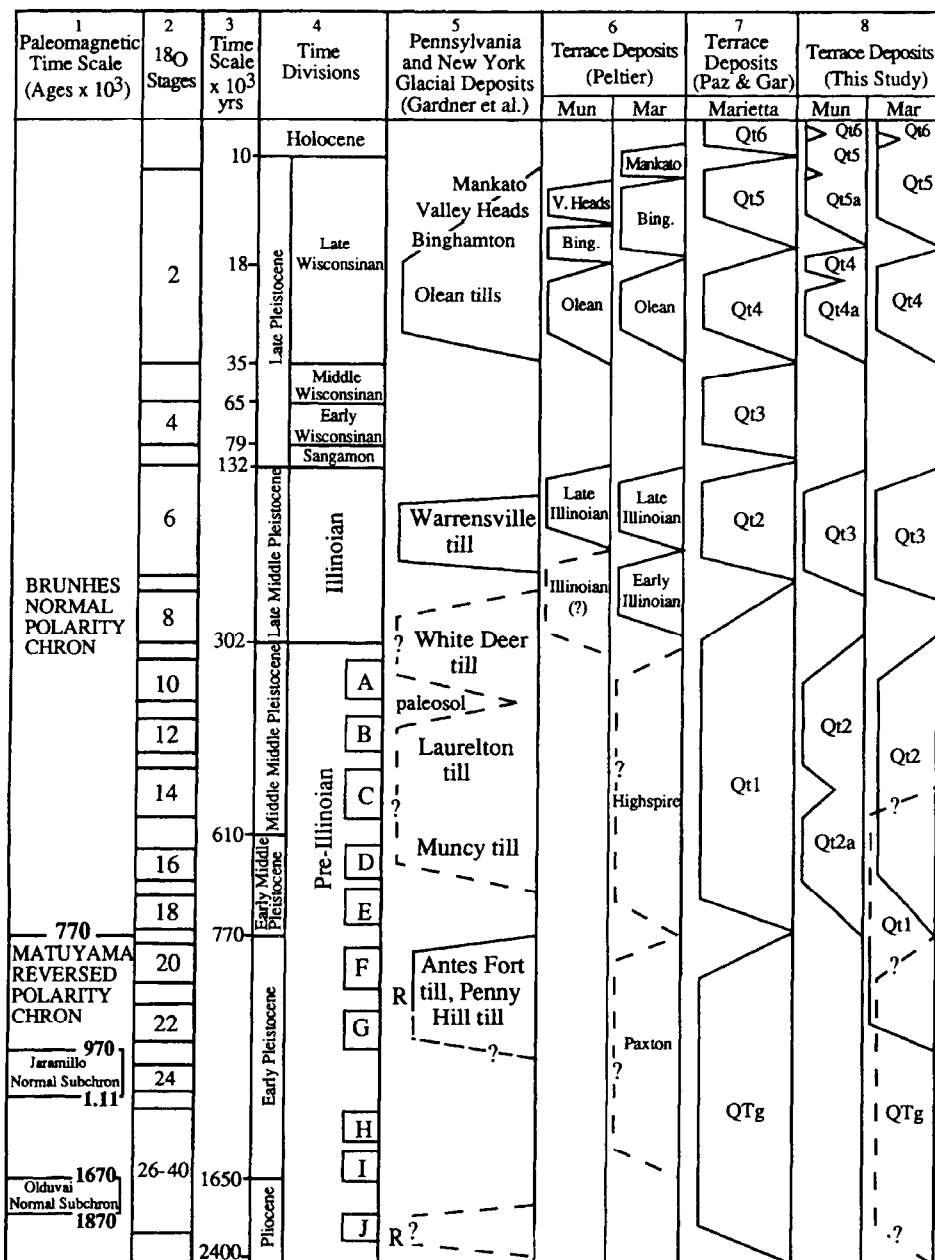 1
Paleomagnetic
Time Scale
(Ages x 10³)
2
¹⁸O
Stages
3
Time
Scale
x 10³
yrs
4
Time
Divisions
5
Pennsylvania
and New York
Glacial Deposits
(Gardner et al.)
6
Terrace Deposits
(Peltier)
Mun
Mar
7
Terrace
Deposits
(Paz & Gar)
Marietta
8
Terrace Deposits
(This Study)
Mun
Mar
BRUNHES
NORMAL
POLARITY
CHRON
770
MATUYAMA
REVERSED
POLARITY
CHRON
970
Jaramillo
Normal Subchron
1.11
1670
Olduvai
Normal Subchron
1870
2
4
6
8
10
12
14
16
18
20
22
24
26-40
10
18
35
65
79
132
302
610
770
1650
2400
Late Pleistocene
Late Middle Pleistocene
Middle Middle Pleistocene
Early Middle
Pleistocene
Early Pleistocene
Pliocene
Holocene
Late
Wisconsinan
Middle
Wisconsinan
Early
Wisconsinan
Sangamon
Illinoian
Pre-Illinoian
A
B
C
D
E
F
G
H
I
J
Mankato
Valley Heads
Binghamton
Olean tills
Warrensville
till
?
White Deer
till
paleosol
Laurelton
till
?
Muncy till
R
Antes Fort
till, Penny
Hill till
?
R
?
V. Heads
Bing.
Olean
Late
Illinoian
Illinoian
(?)
Mankato
Bing.
Olean
Late
Illinoian
Early
Illinoian
?
Highspire
Paxton
?
Qt6
Qt5
Qt4
Qt3
Qt2
Qt1
QTg
Qt6
Qt5
Qt5a
Qt4
Qt4a
Qt3
Qt2
Qt2a
Qt6
Qt5
Qt4
Qt3
Qt2
?
Qt1
?
QTg
?